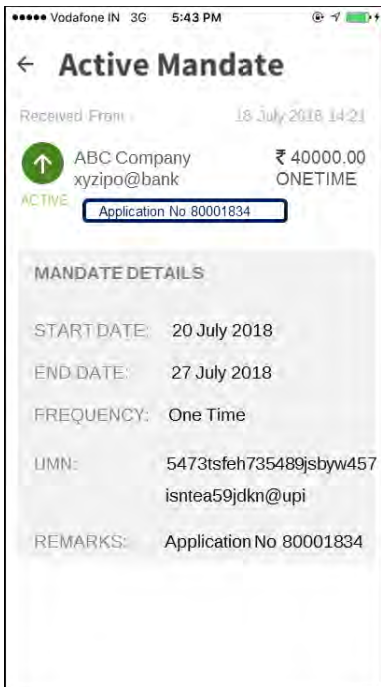 Vodafone IN 3G 5:43 PM
← Active Mandate
Received From : 18 July 2018 14:21
ABC Company ₹ 40000.00
xyzipo@bank ONETIME
ACTIVE
Application No 80001834
MANDATE DETAILS
START DATE: 20 July 2018
END DATE: 27 July 2018
FREQUENCY: One Time
UMN: 5473tsfeh735489jsbyw457
isntea59jdkn@upi
REMARKS: Application No 80001834